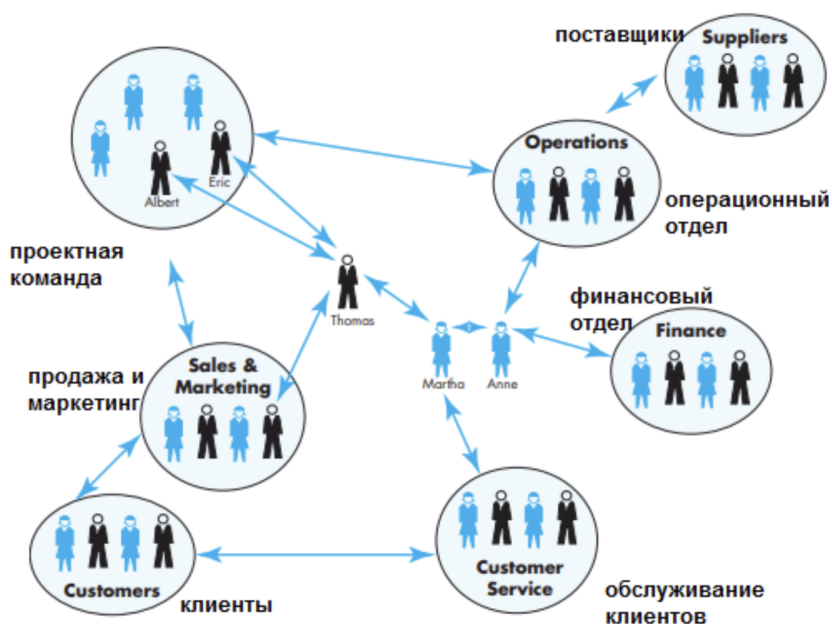 поставщики
Suppliers
Operations
операционный
отдел
Eric
Albert
проектная
команда
Thomas
финансовый
отдел
Finance
Martha
Anne
продажа и
маркетинг
Sales &
Marketing
Customers
клиенты
Customer
Service
обслуживание
клиентов